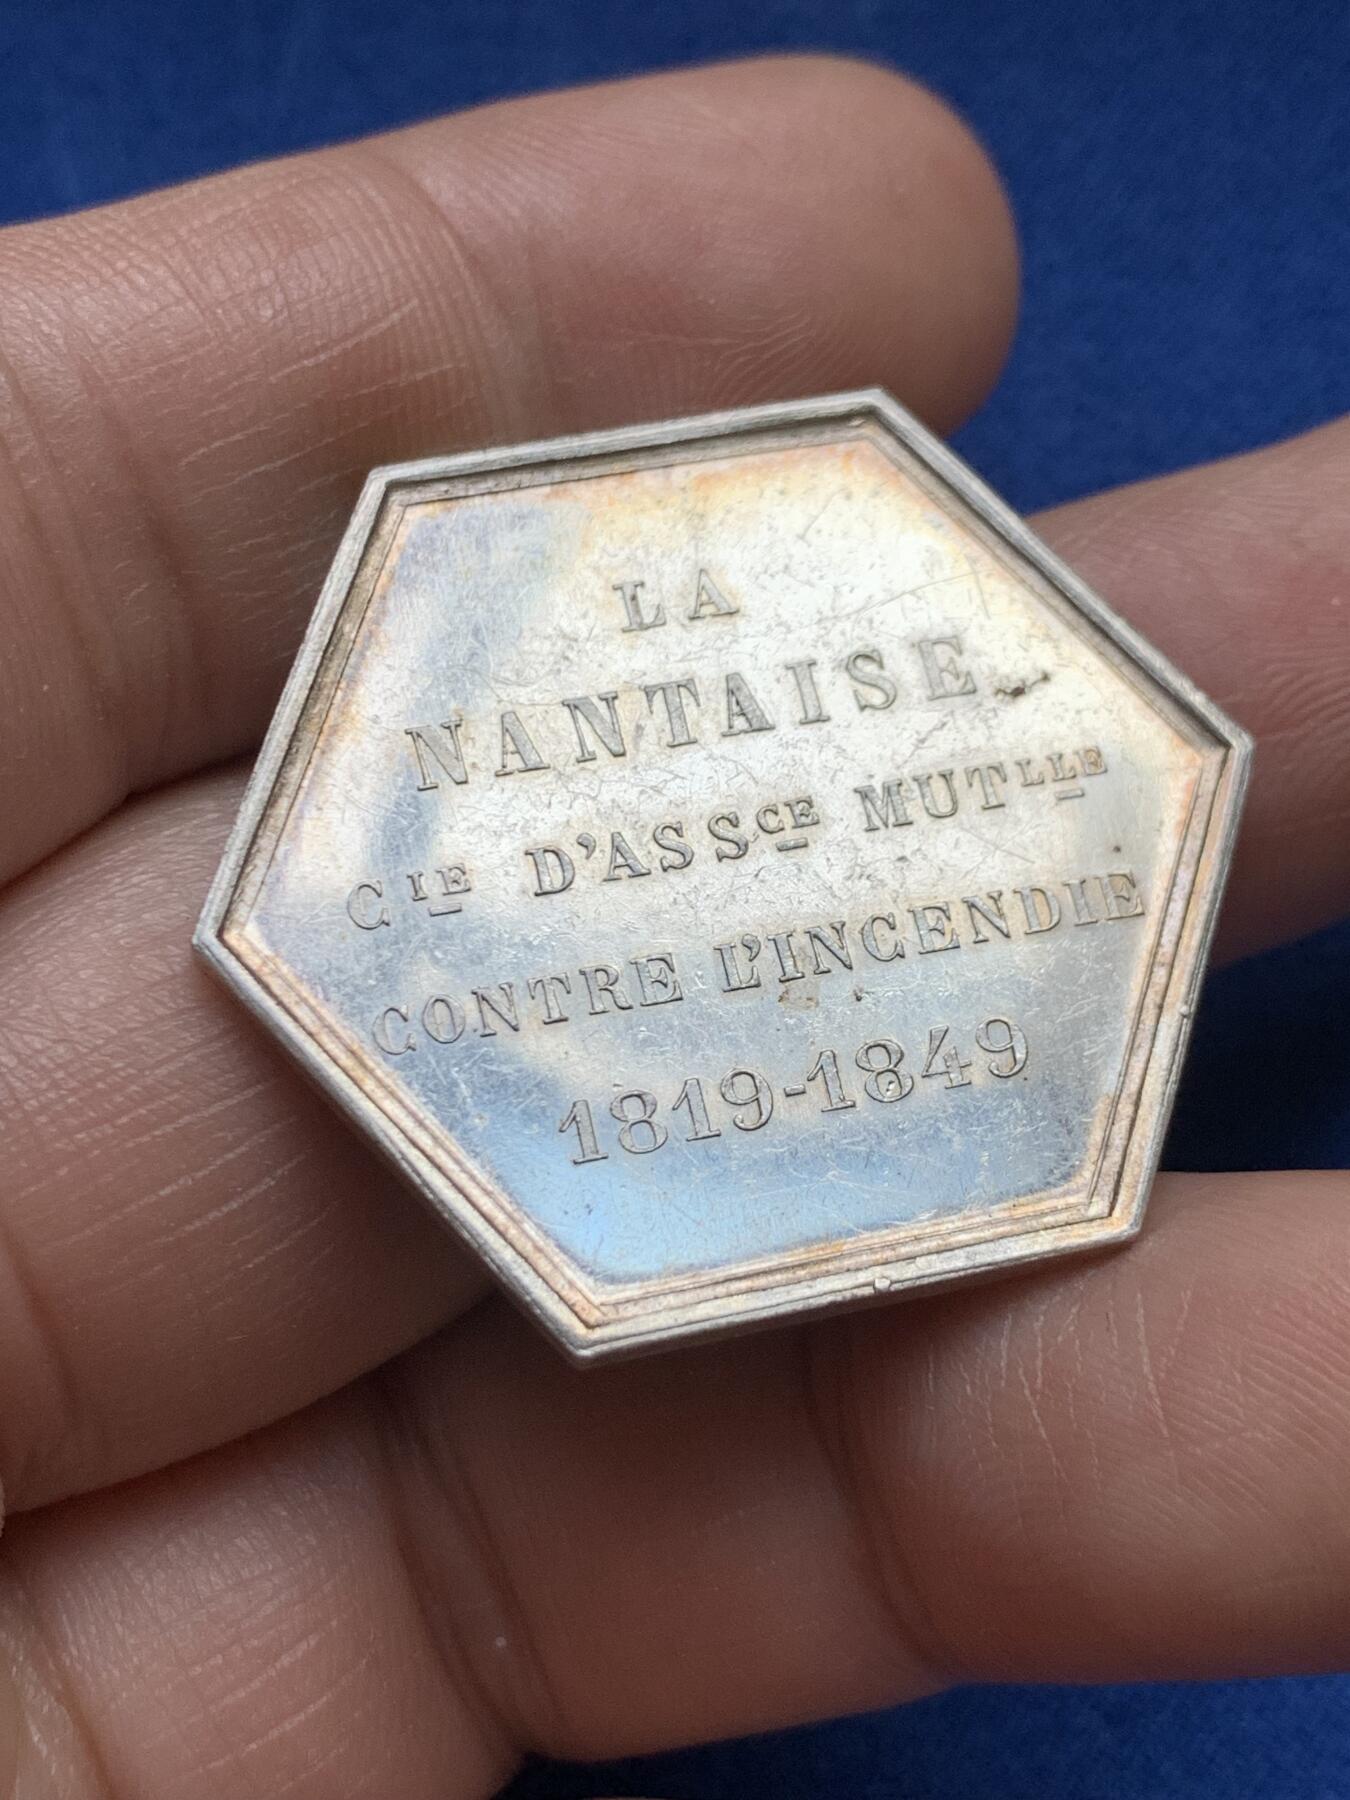 LA
NANTAISE
CIE D'ASSCE MUTLLE
CONTRE L'INCENDIE
1819-1849